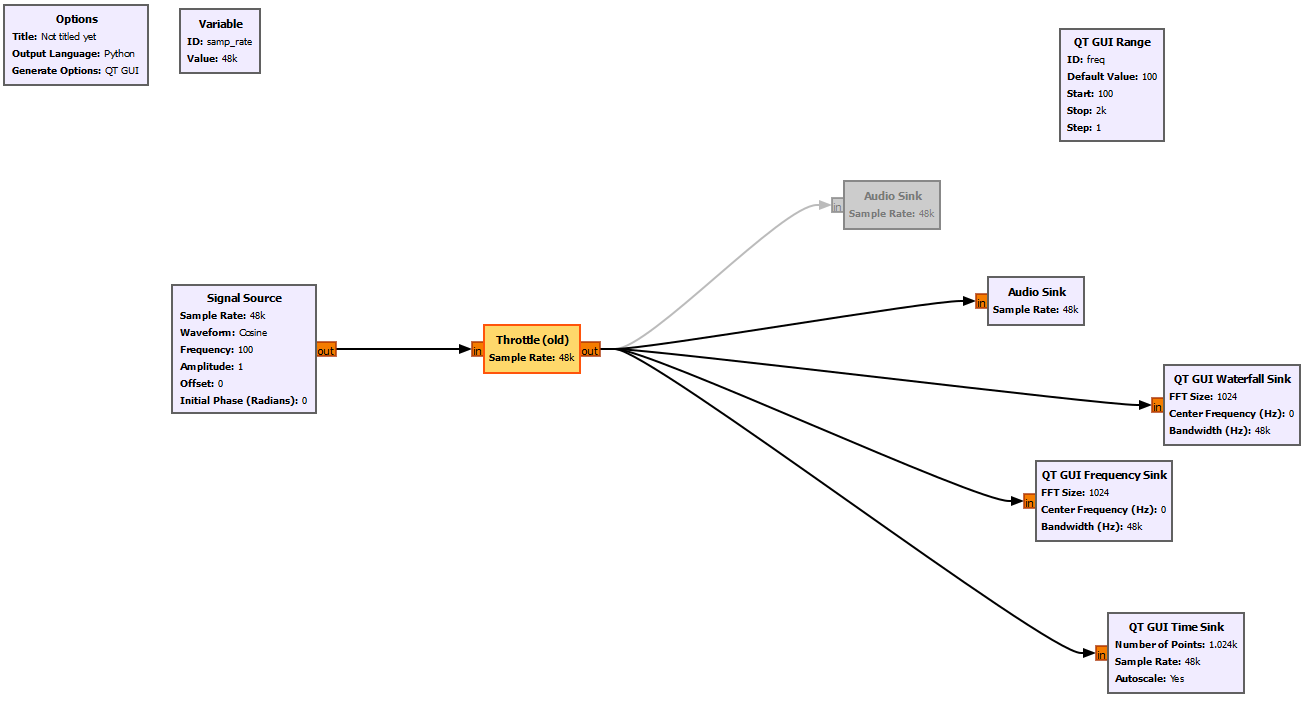 Options
Title: Not titled yet
Output Language: Python
Generate Options: QT GUI
Variable
ID: samp_rate
Value: 48k
QT GUI Range
ID: freq
Default Value: 100
Start: 100
Stop: 2k
Step: 1
in
Audio Sink
Sample Rate: 48k
Signal Source
Sample Rate: 48k
Waveform: Cosine
Frequency: 100
Amplitude: 1
Offset: 0
Initial Phase (Radians): 0
out
in
Throttle (old)
Sample Rate: 48k
out
in
Audio Sink
Sample Rate: 48k
in
QT GUI Waterfall Sink
FFT Size: 1024
Center Frequency (Hz): 0
Bandwidth (Hz): 48k
in
QT GUI Frequency Sink
FFT Size: 1024
Center Frequency (Hz): 0
Bandwidth (Hz): 48k
in
QT GUI Time Sink
Number of Points: 1.024k
Sample Rate: 48k
Autoscale: Yes